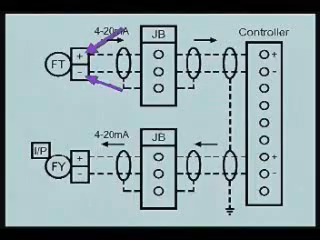 4-20mA JB Controller
FT + - + -
4-20mA JB
I/P
FY + - + -